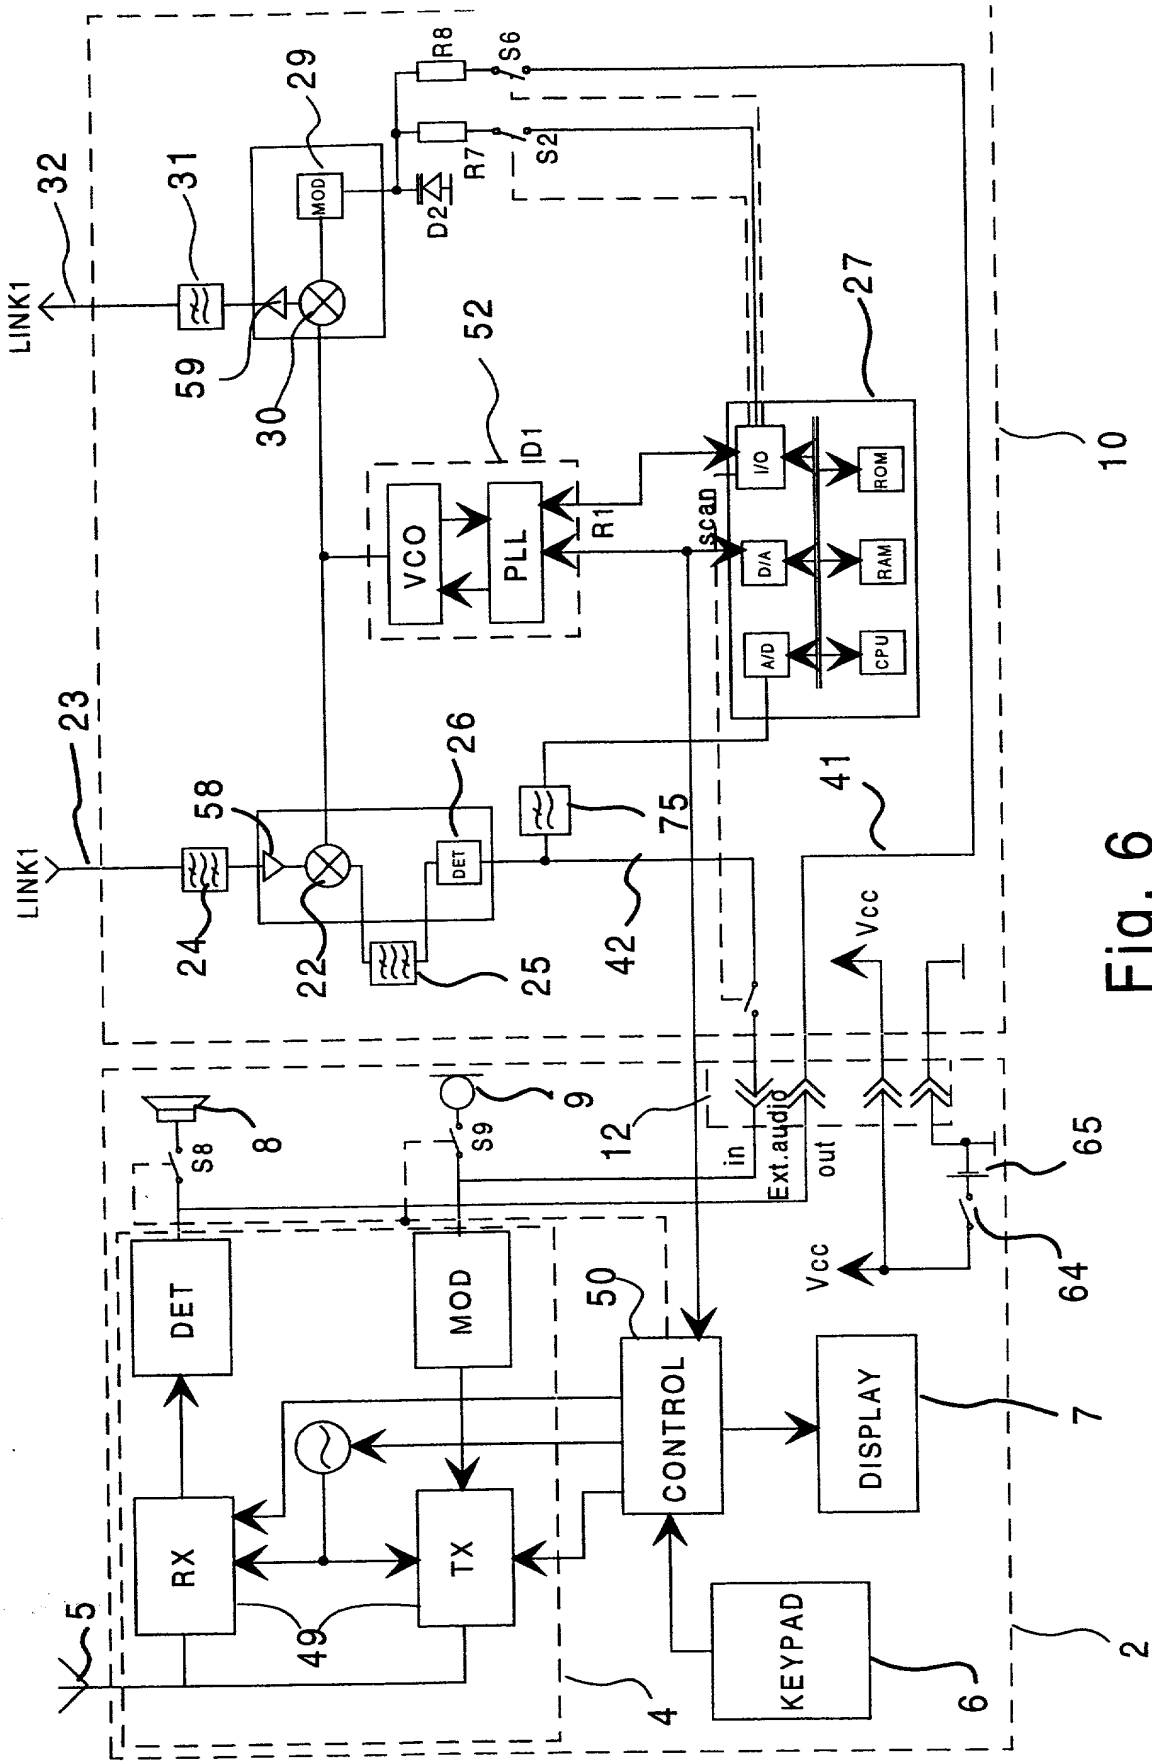 LINK1
23
LINK1
32
24
58
22
25
DET
26
42
75
59
30
31
MOD
29
D2
R7
R8
S2
S6
VCO
PLL
52
D1
R1
scan
A/D
D/A
I/O
CPU
RAM
ROM
27
41
10
Vcc
5
RX
TX
49
4
DET
MOD
S8
8
S9
9
12
in
Ext.audio
out
CONTROL
50
KEYPAD
6
DISPLAY
7
Vcc
64
65
2
Fig. 6